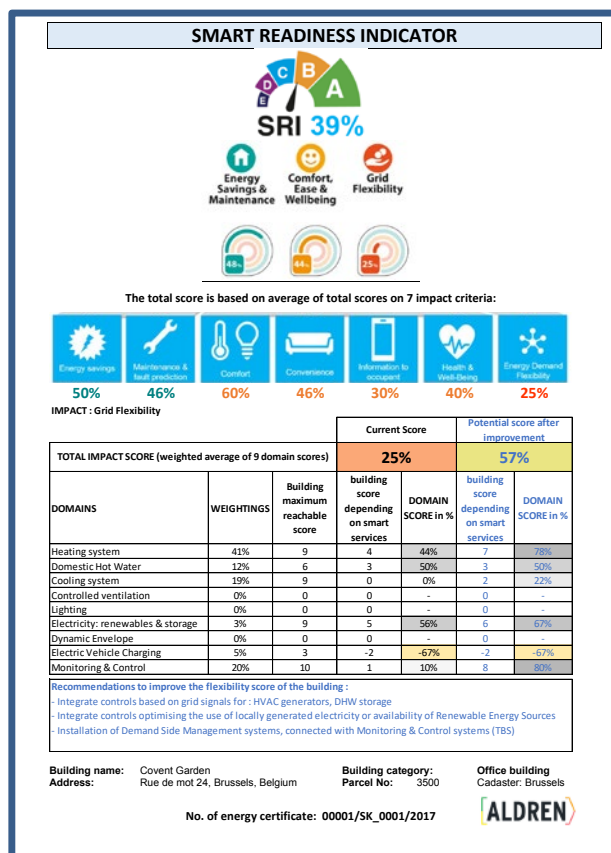 SMART READINESS INDICATOR
E D C B A
SRI 39%
Energy Savings & Maintenance
Comfort, Ease & Wellbeing
Grid Flexibility
48%
44%
25%
The total score is based on average of total scores on 7 impact criteria:
Energy savings
Maintenance & fault prediction
Comfort
Convenience
Information to occupant
Health & Well-Being
Energy Demand Flexibility
50% 46% 60% 46% 30% 40% 25%
IMPACT : Grid Flexibility
Current Score
Potential score after improvement
TOTAL IMPACT SCORE (weighted average of 9 domain scores) 25% 57%
DOMAINS
WEIGHTINGS
Building maximum reachable score
building score depending on smart services
DOMAIN SCORE in %
building score depending on smart services
DOMAIN SCORE in %
Heating system 41% 9 4 44% 7 78%
Domestic Hot Water 12% 6 3 50% 3 50%
Cooling system 19% 9 0 0% 2 22%
Controlled ventilation 0% 0 0 - 0 -
Lighting 0% 0 0 - 0 -
Electricity: renewables & storage 3% 9 5 56% 6 67%
Dynamic Envelope 0% 0 0 - 0 -
Electric Vehicle Charging 5% 3 -2 -67% -2 -67%
Monitoring & Control 20% 10 1 10% 8 80%
Recommendations to improve the flexibility score of the building :
- Integrate controls based on grid signals for : HVAC generators, DHW storage
- Integrate controls optimising the use of locally generated electricity or availability of Renewable Energy Sources
- Installation of Demand Side Management systems, connected with Monitoring & Control systems (TBS)
Building name: Covent Garden Building category: Office building
Address: Rue de mot 24, Brussels, Belgium Parcel No: 3500 Cadaster: Brussels
No. of energy certificate: 00001/SK_0001/2017
ALDREN